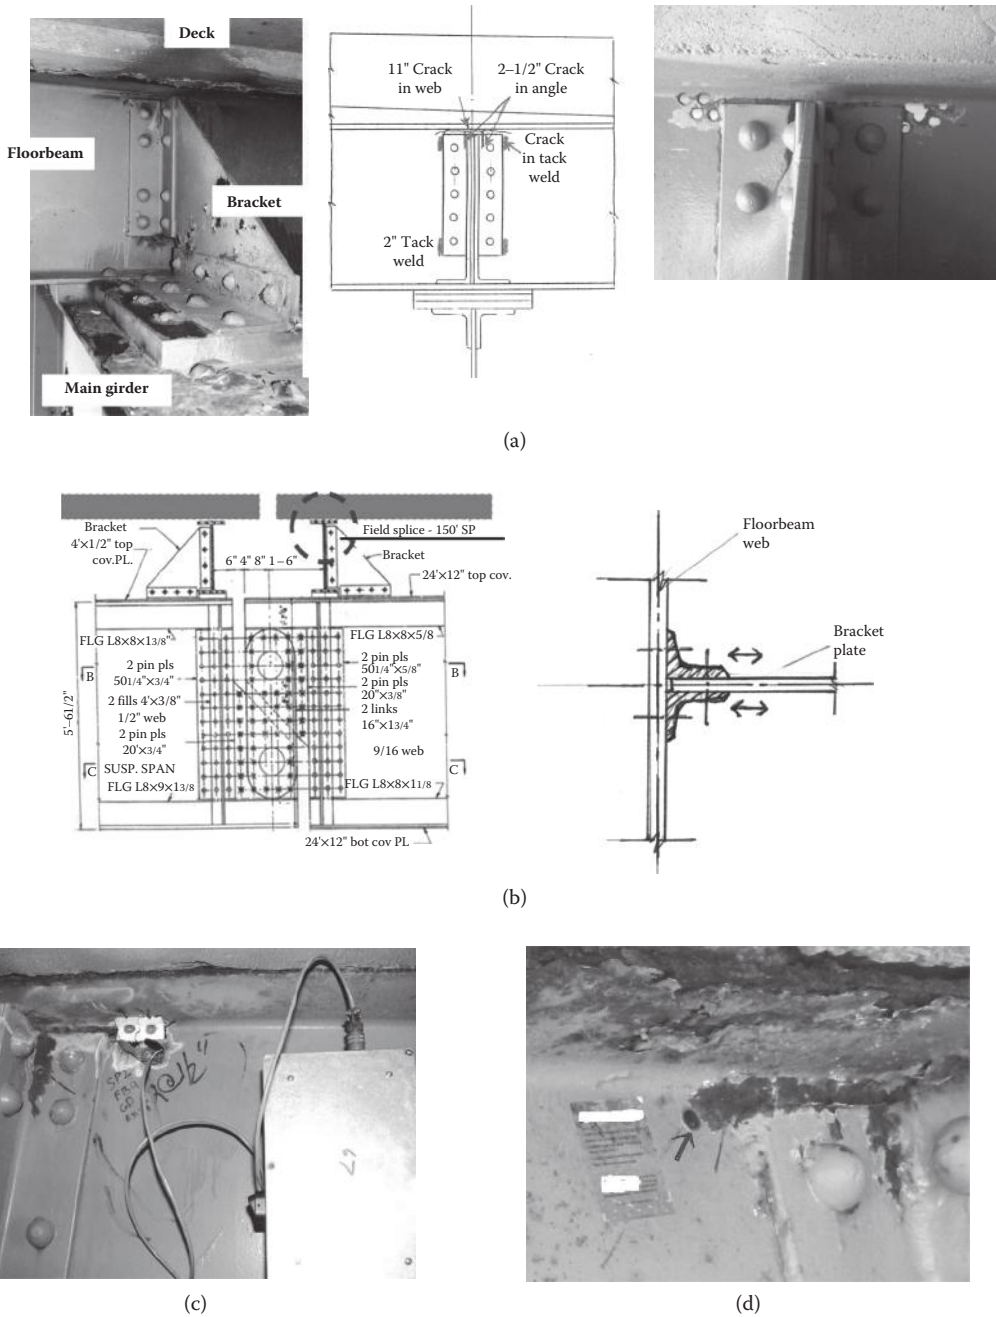 Deck
Floorbeam
Bracket
Main girder
11" Crack
in web
2–1/2" Crack
in angle
Crack
in tack
weld
2" Tack
weld
(a)
Bracket
4'×1/2" top
cov.PL.
6" 4" 8" 1–6"
Field splice - 150' SP
Bracket
24'×12" top cov.
FLG L8×8×13/8"
FLG L8×8×5/8
B
2 pin pls
501/4"×3/4"
2 fills 4'×3/8"
1/2" web
2 pin pls
20'×3/4"
2 pin pls
501/4"×5/8"
2 pin pls
20"×3/8"
2 links
16"×13/4"
B
5'–61/2"
9/16 web
C
SUSP. SPAN
FLG L8×9×13/8
FLG L8×8×11/8
C
24'×12" bot cov PL
Floorbeam
web
Bracket
plate
(b)
67
(c)
(d)